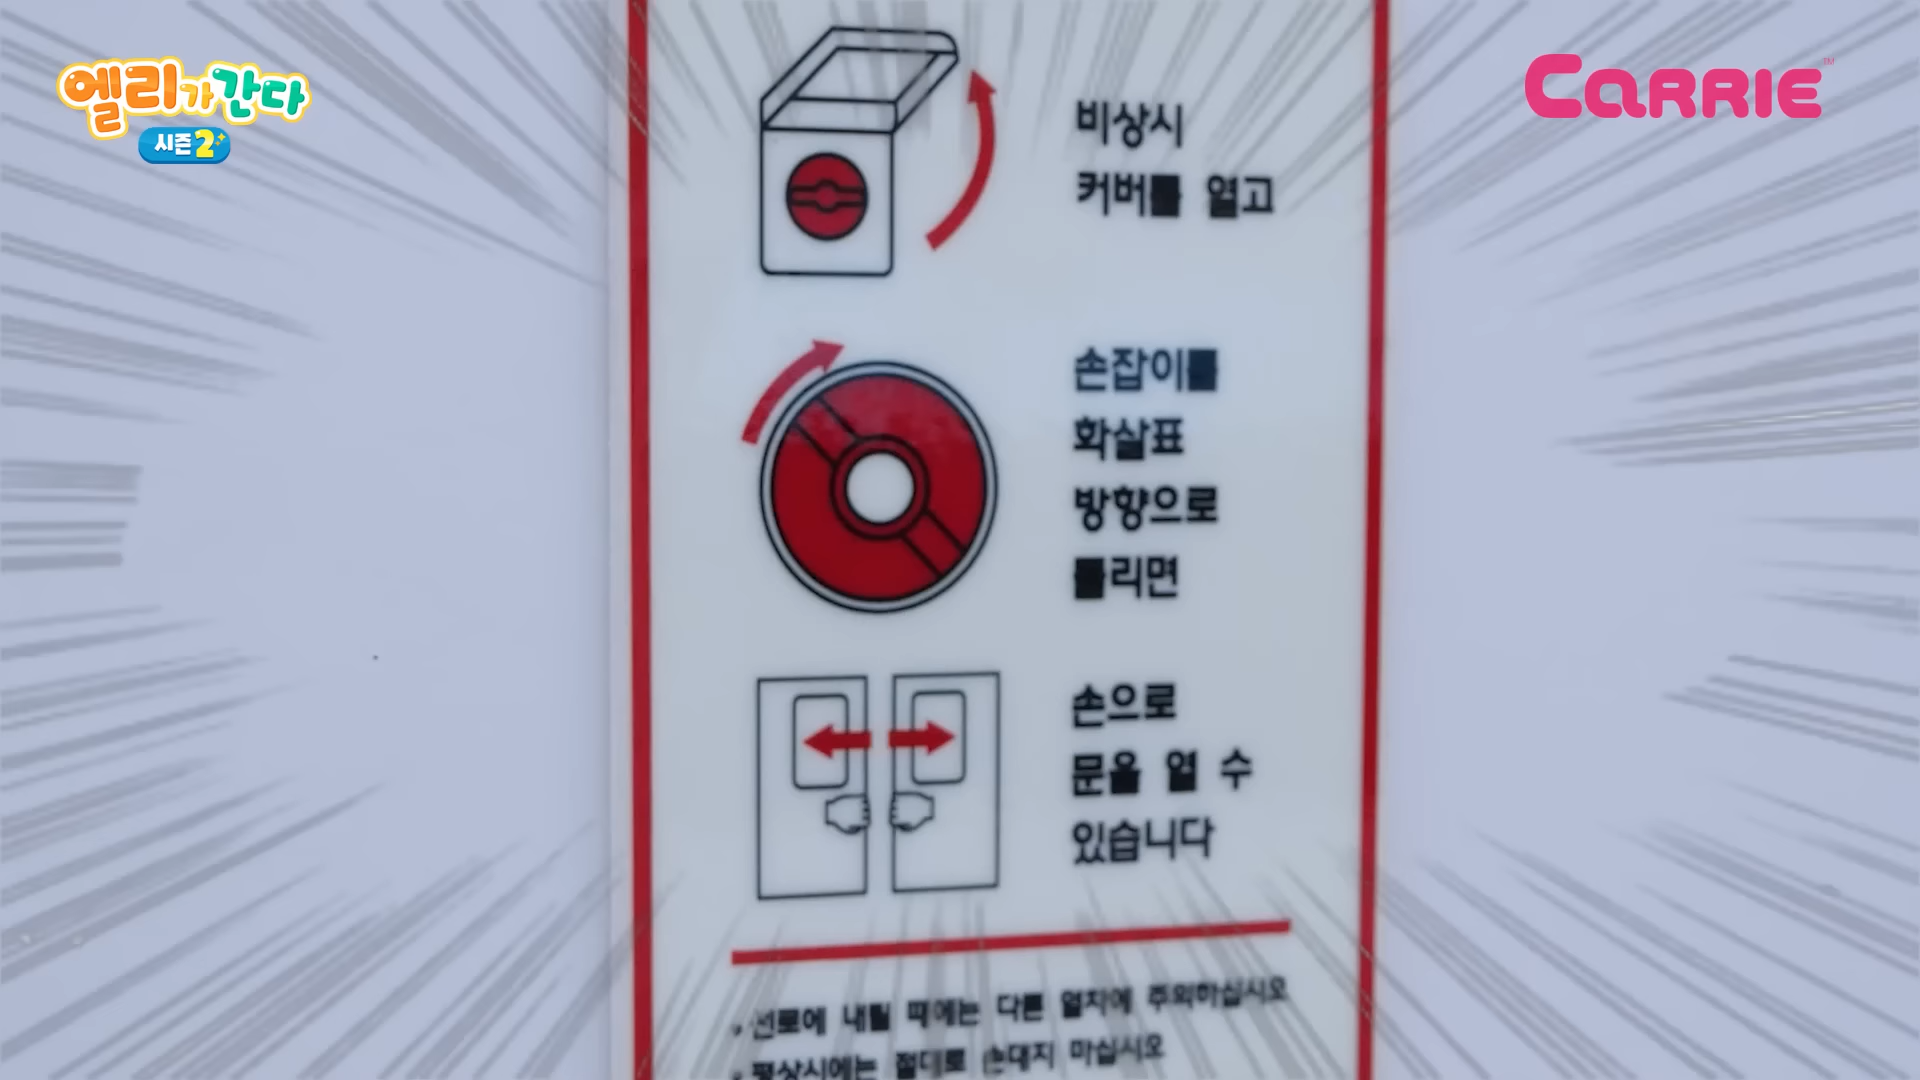 엘리가 간다
시즌2
CARRIE
TM
비상시
커버를 열고
손잡이를
화살표
방향으로
돌리면
손으로
문을 열 수
있습니다
선로에 내릴 때에는 다른 열차에 주의하십시오
평상시에는 절대로 손대지 마십시오